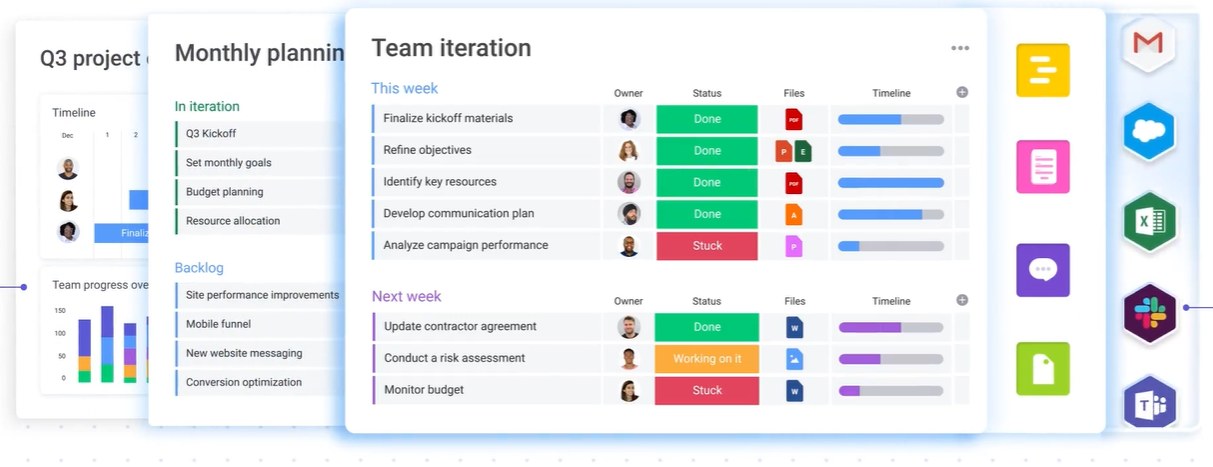 Q3 project
Timeline
Dec 1 2
Team progress
150
100
50
0
Monthly
In iteration
Q3 Kickoff
Set monthly goals
Budget planning
Resource allocation
Backlog
Site performance improvements
Mobile funnel
New website messaging
Conversion optimization
Team iteration
This week Owner Status Files Timeline
Finalize kickoff materials Done PDF
Refine objectives Done P E
Identify key resources Done PDF
Develop communication plan Done A
Analyze campaign performance Stuck P
Next week Owner Status Files Timeline
Update contractor agreement Done W
Conduct a risk assessment Working on it
Monitor budget Stuck W
M
X
T